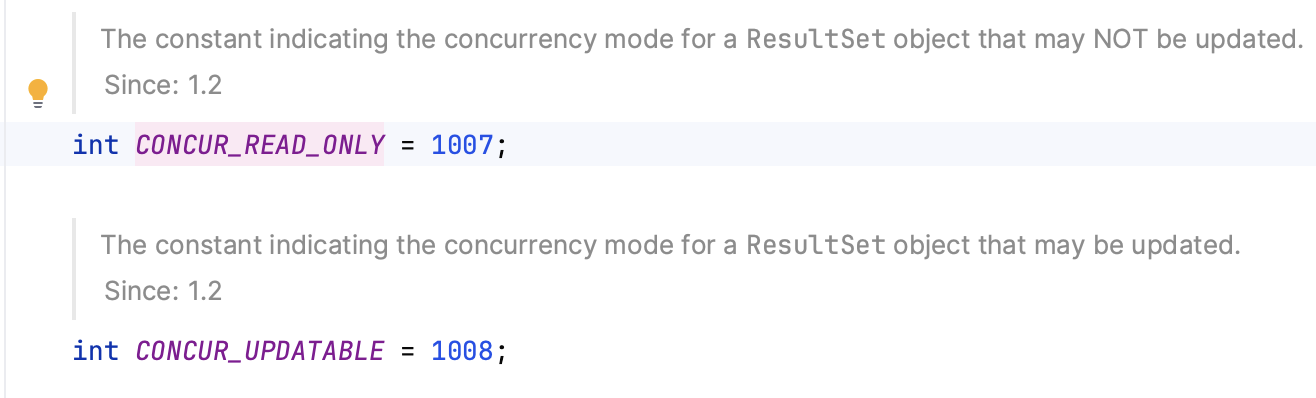 The constant indicating the concurrency mode for a ResultSet object that may NOT be updated.
Since: 1.2
int CONCUR_READ_ONLY = 1007;
The constant indicating the concurrency mode for a ResultSet object that may be updated.
Since: 1.2
int CONCUR_UPDATABLE = 1008;